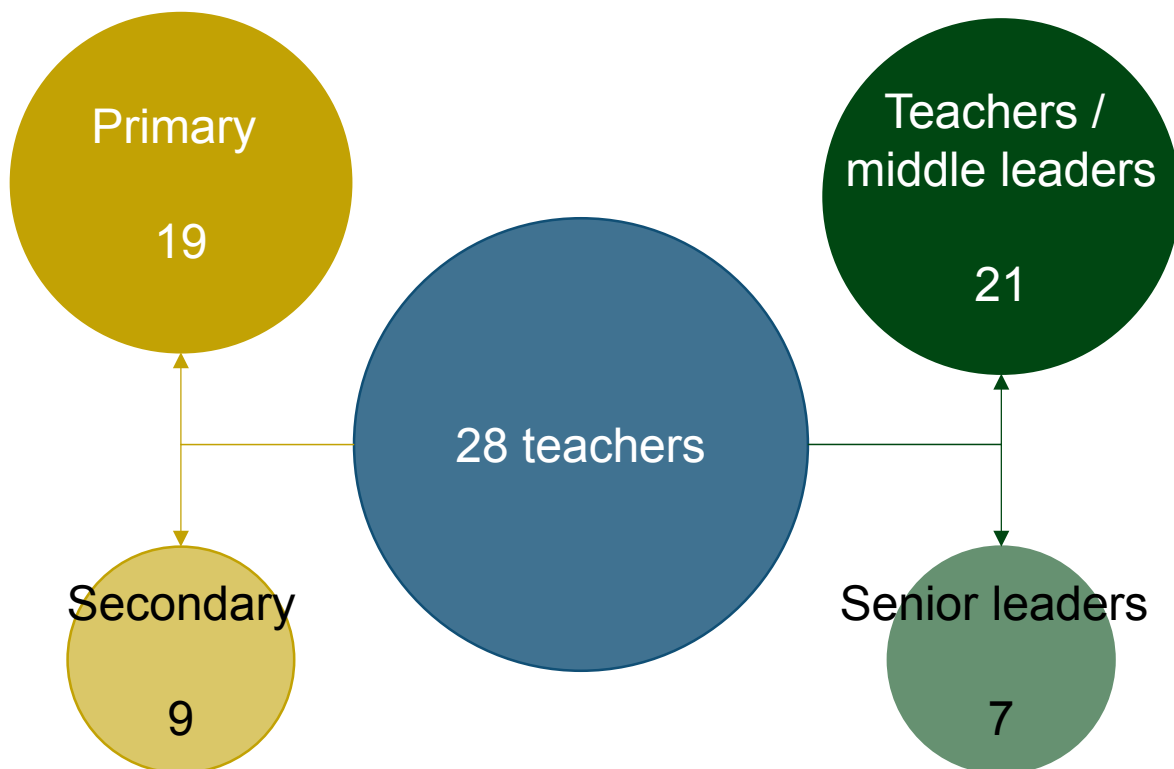 Primary
19
Teachers /
middle leaders
21
28 teachers
Secondary
9
Senior leaders
7